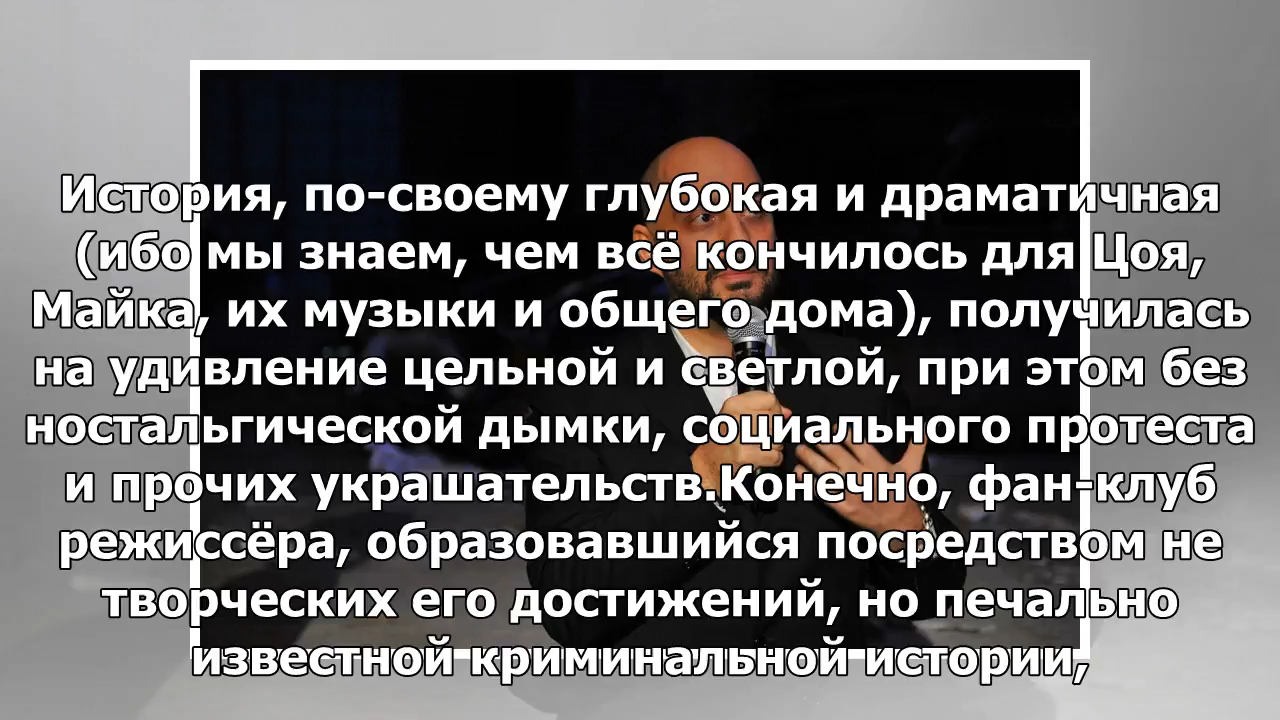 История, по-своему глубокая и драматичная
(ибо мы знаем, чем всё кончилось для Цоя,
Майка, их музыки и общего дома), получилась
на удивление цельной и светлой, при этом без
ностальгической дымки, социального протеста
и прочих украшательств.Конечно, фан-клуб
режиссёра, образовавшийся посредством не
творческих его достижений, но печально
известной криминальной истории,